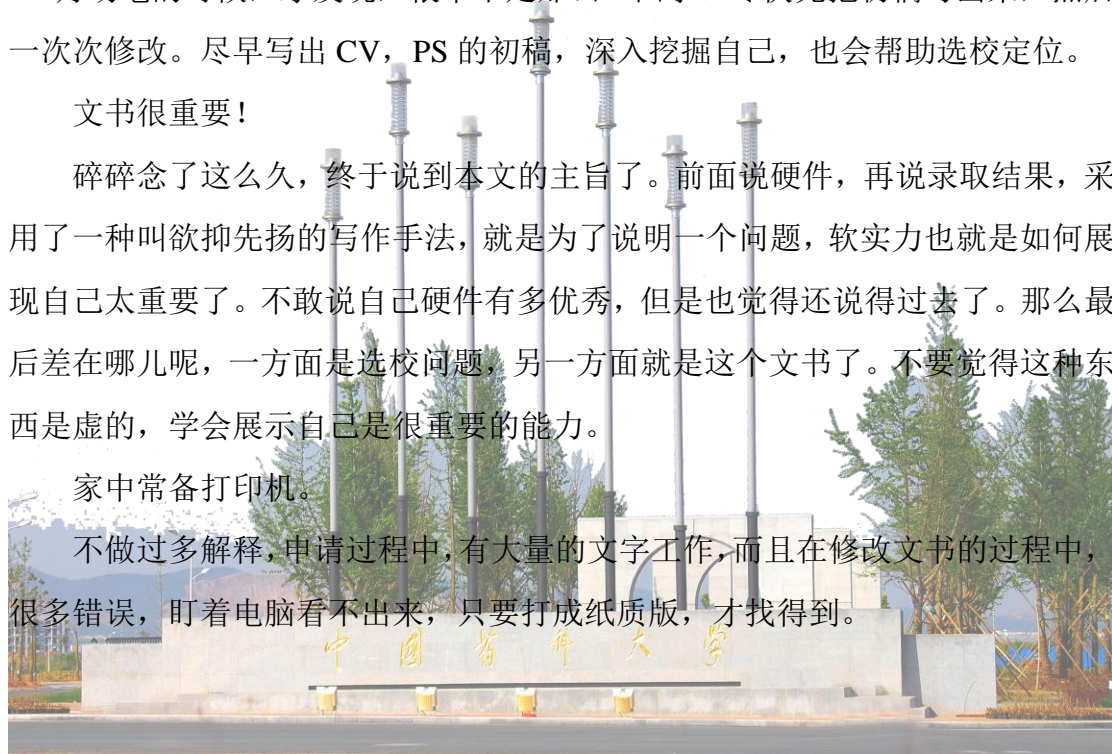 一次次修改。尽早写出 CV，PS 的初稿，深入挖掘自己，也会帮助选校定位。
文书很重要！
碎碎念了这么久，终于说到本文的主旨了。前面说硬件，再说录取结果，采
用了一种叫欲抑先扬的写作手法，就是为了说明一个问题，软实力也就是如何展
现自己太重要了。不敢说自己硬件有多优秀，但是也觉得还说得过去了。那么最
后差在哪儿呢，一方面是选校问题，另一方面就是这个文书了。不要觉得这种东
西是虚的，学会展示自己是很重要的能力。
家中常备打印机。
不做过多解释，申请过程中，有大量的文字工作，而且在修改文书的过程中，
很多错误，盯着电脑看不出来，只要打成纸质版，才找得到。
中国医科大学